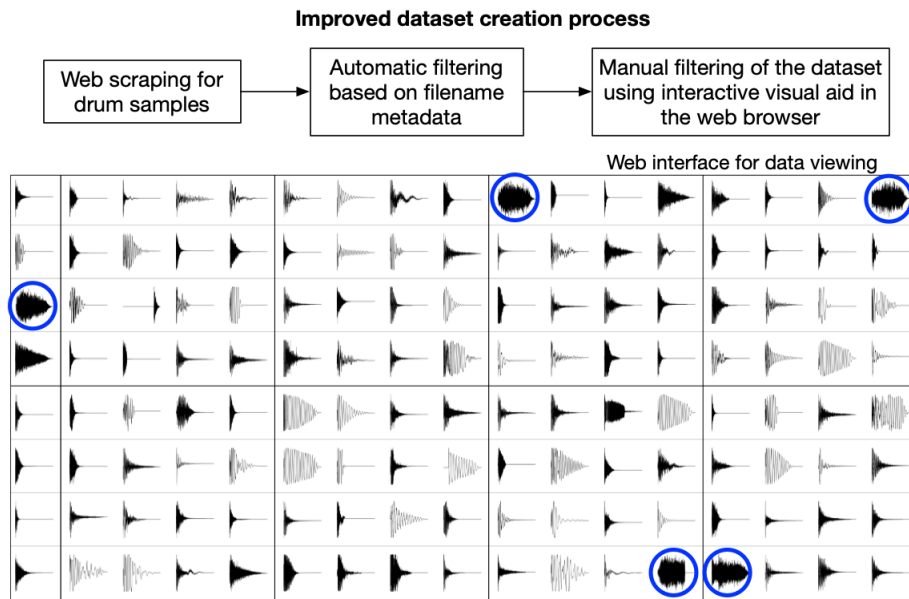 Improved dataset creation process
Web scraping for
drum samples
Automatic filtering
based on filename
metadata
Manual filtering of the dataset
using interactive visual aid in
the web browser
Web interface for data viewing